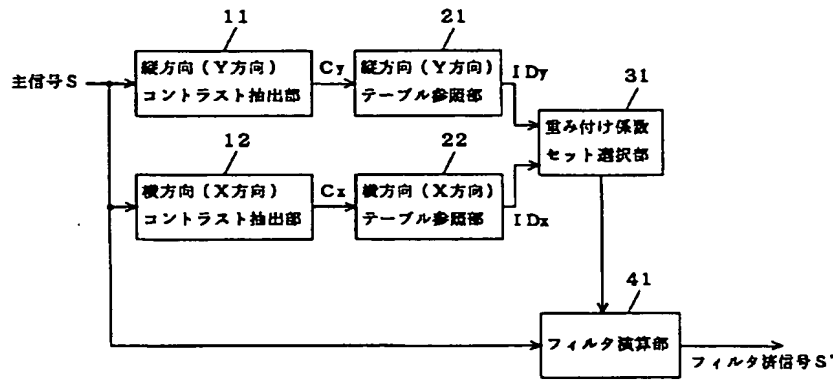 11
21
主信号S
縦方向(Y方向)
コントラスト抽出部
Cy
縦方向(Y方向)
テーブル参照部
IDy
31
重み付け係数
セット選択部
12
22
横方向(X方向)
コントラスト抽出部
Cx
横方向(X方向)
テーブル参照部
IDx
41
フィルタ演算部
フィルタ済信号S'